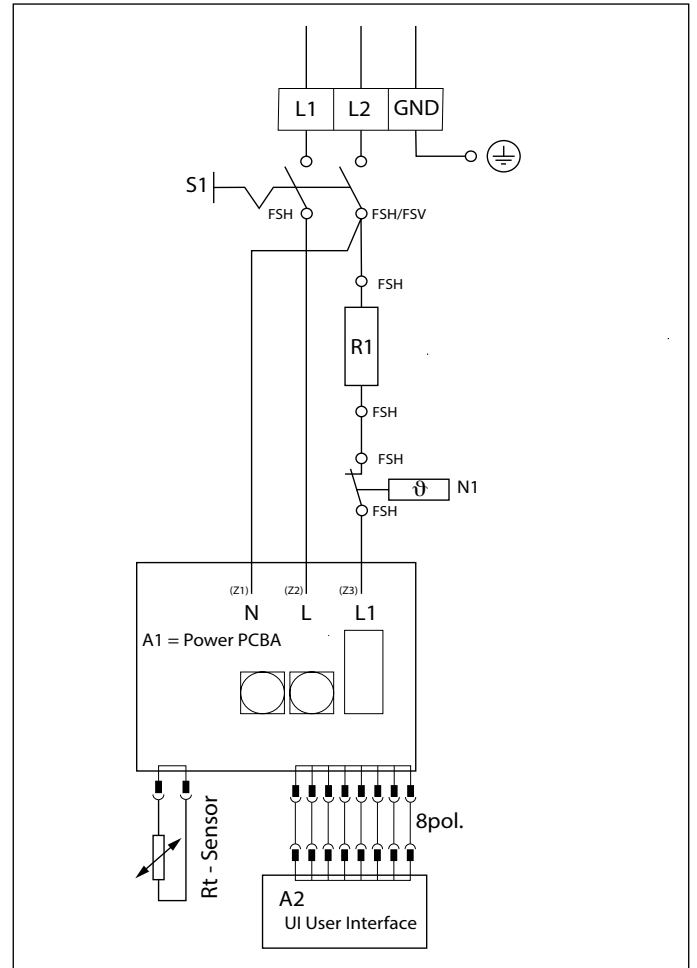 L1 L2 GND
S1
FSH FSH/FSV
FSH
R1
FSH
FSH
ϑ N1
FSH
(Z1) (Z2) (Z3)
N L L1
A1 = Power PCBA
Rt - Sensor
8pol.
A2
UI User Interface